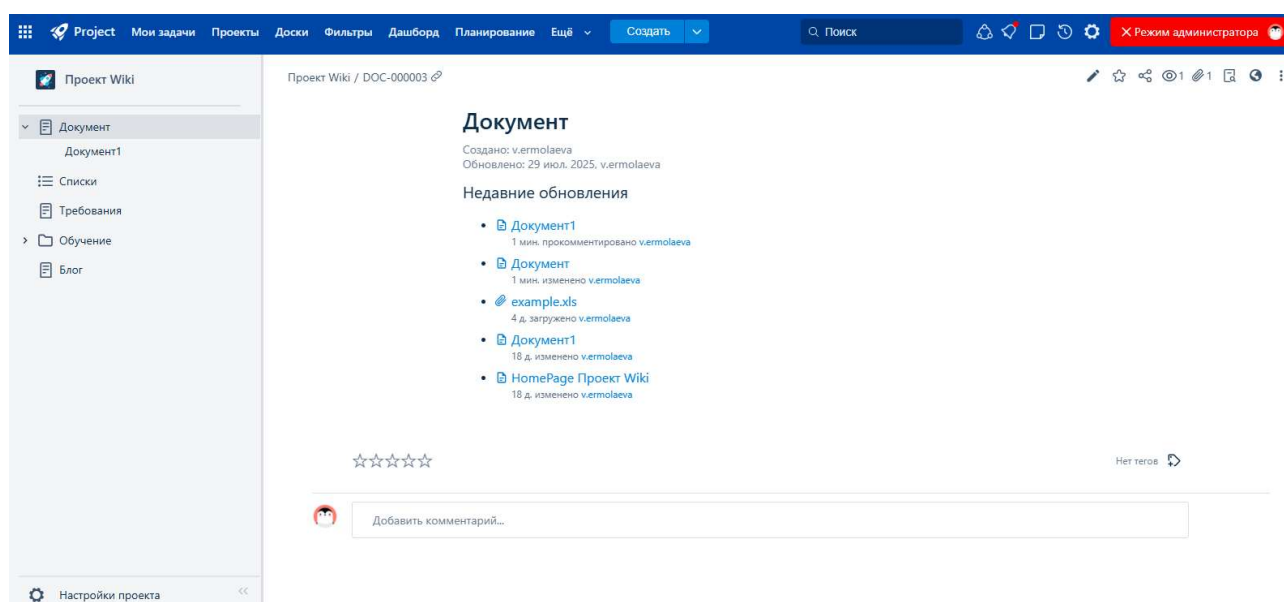 Project Мои задачи Проекты Доски Фильтры Дашборд Планирование Ещё Создать Поиск Режим администратора
Проект Wiki
Документ
Документ1
Списки
Требования
Обучение
Блог
Настройки проекта
Проект Wiki / DOC-000003
1 1
Документ
Создано: v.ermolaeva
Обновлено: 29 июл. 2025, v.ermolaeva
Недавние обновления
Документ1
1 мин. прокомментировано v.ermolaeva
Документ
1 мин. изменено v.ermolaeva
example.xls
4 д. загружено v.ermolaeva
Документ1
18 д. изменено v.ermolaeva
HomePage Проект Wiki
18 д. изменено v.ermolaeva
Нет тегов
Добавить комментарий...